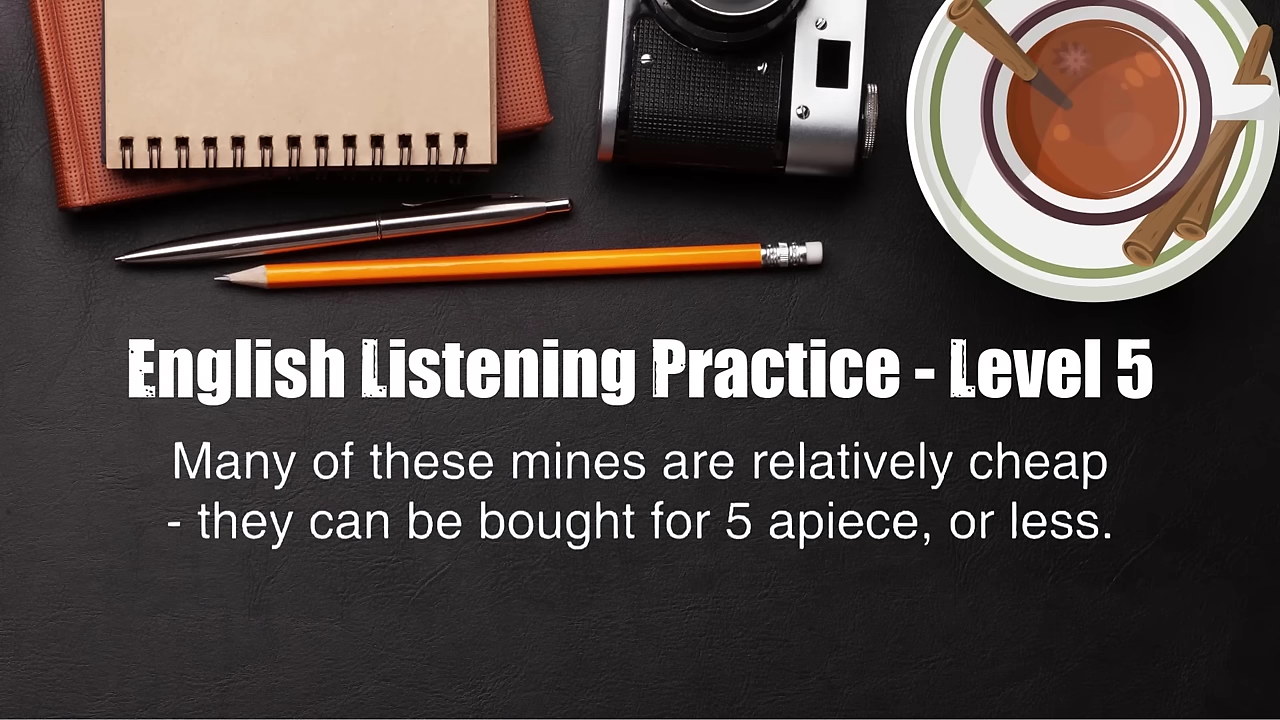 English Listening Practice - Level 5
Many of these mines are relatively cheap
- they can be bought for 5 apiece, or less.